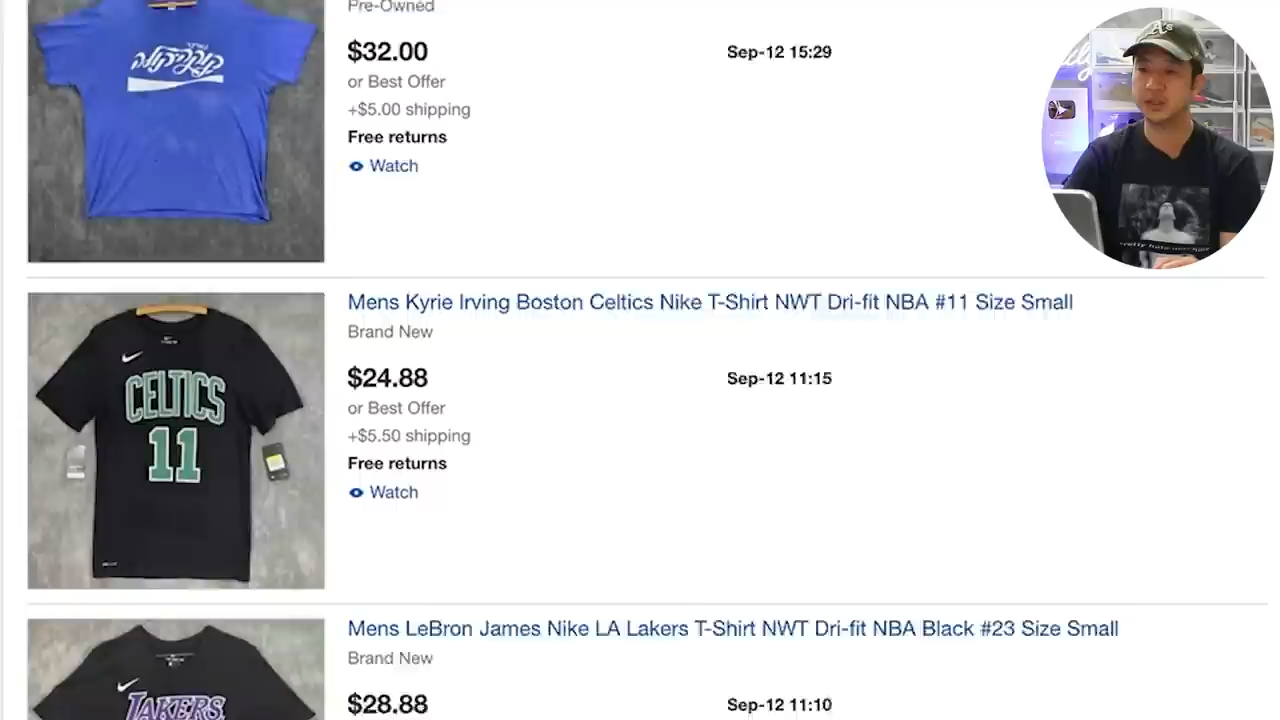 Pre-Owned
$32.00
Sep-12 15:29
or Best Offer
+$5.00 shipping
Free returns
Watch
קוקה־קולה
A's
Mens Kyrie Irving Boston Celtics Nike T-Shirt NWT Dri-fit NBA #11 Size Small
Brand New
$24.88
Sep-12 11:15
or Best Offer
+$5.50 shipping
Free returns
Watch
CELTICS
11
Mens LeBron James Nike LA Lakers T-Shirt NWT Dri-fit NBA Black #23 Size Small
Brand New
$28.88
Sep-12 11:10
LAKERS